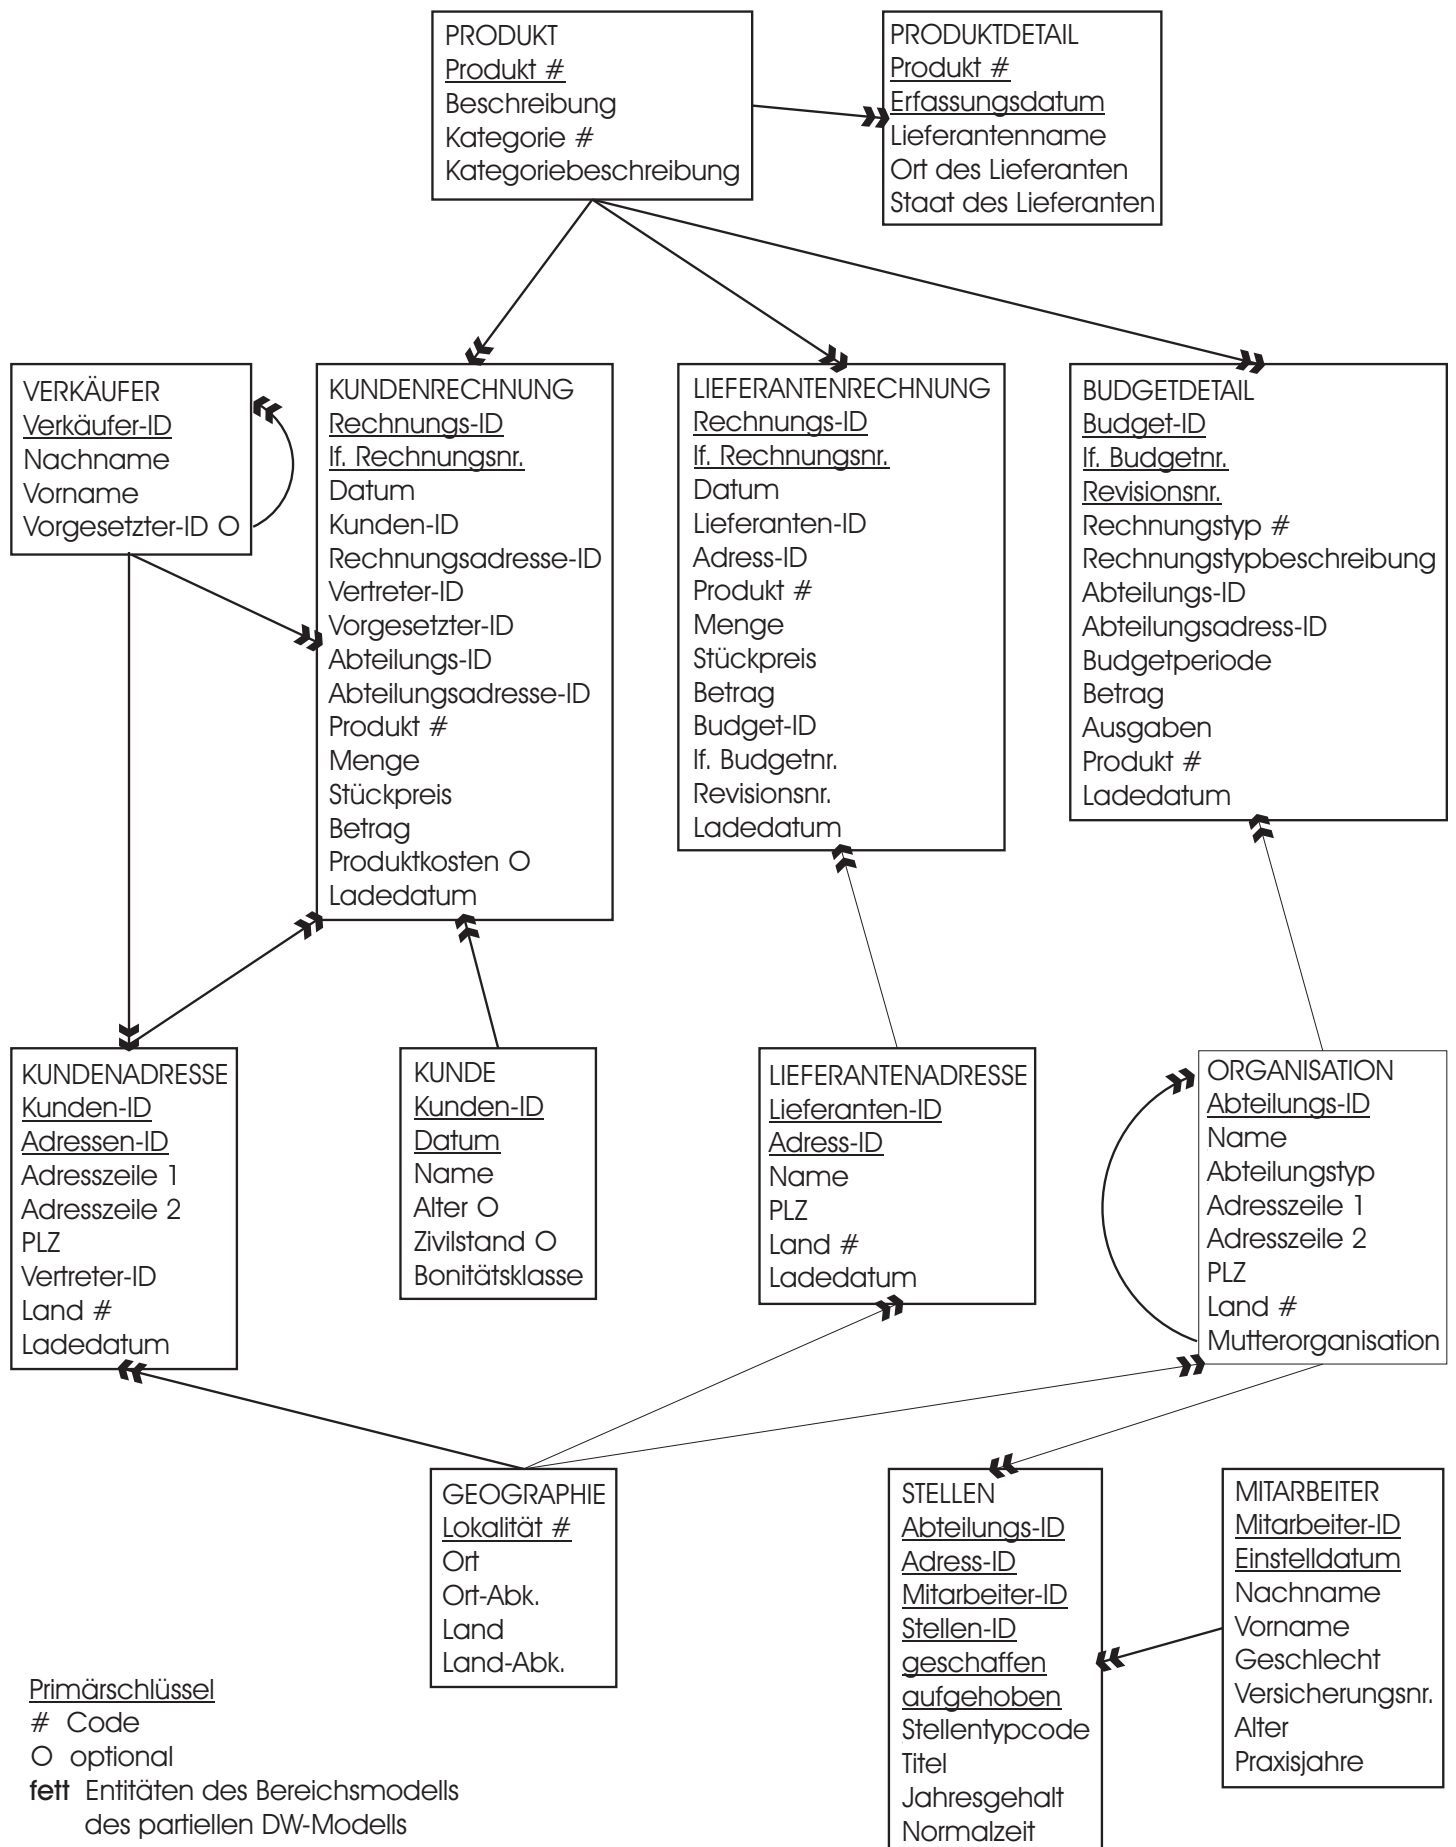 PRODUKT
Produkt #
Beschreibung
Kategorie #
Kategoriebeschreibung
PRODUKTDETAIL
Produkt #
Erfassungsdatum
Lieferantenname
Ort des Lieferanten
Staat des Lieferanten
VERKÄUFER
Verkäufer-ID
Nachname
Vorname
Vorgesetzter-ID O
KUNDENRECHNUNG
Rechnungs-ID
lf. Rechnungsnr.
Datum
Kunden-ID
Rechnungsadresse-ID
Vertreter-ID
Vorgesetzter-ID
Abteilungs-ID
Abteilungsadresse-ID
Produkt #
Menge
Stückpreis
Betrag
Produktkosten O
Ladedatum
LIEFERANTENRECHNUNG
Rechnungs-ID
lf. Rechnungsnr.
Datum
Lieferanten-ID
Adress-ID
Produkt #
Menge
Stückpreis
Betrag
Budget-ID
lf. Budgetnr.
Revisionsnr.
Ladedatum
BUDGETDETAIL
Budget-ID
lf. Budgetnr.
Revisionsnr.
Rechnungstyp #
Rechnungstypbeschreibung
Abteilungs-ID
Abteilungsadress-ID
Budgetperiode
Betrag
Ausgaben
Produkt #
Ladedatum
KUNDENADRESSE
Kunden-ID
Adressen-ID
Adresszeile 1
Adresszeile 2
PLZ
Vertreter-ID
Land #
Ladedatum
KUNDE
Kunden-ID
Datum
Name
Alter O
Zivilstand O
Bonitätsklasse
LIEFERANTENADRESSE
Lieferanten-ID
Adress-ID
Name
PLZ
Land #
Ladedatum
ORGANISATION
Abteilungs-ID
Name
Abteilungstyp
Adresszeile 1
Adresszeile 2
PLZ
Land #
Mutterorganisation
GEOGRAPHIE
Lokalität #
Ort
Ort-Abk.
Land
Land-Abk.
STELLEN
Abteilungs-ID
Adress-ID
Mitarbeiter-ID
Stellen-ID
geschaffen
aufgehoben
Stellentypcode
Titel
Jahresgehalt
Normalzeit
MITARBEITER
Mitarbeiter-ID
Einstelldatum
Nachname
Vorname
Geschlecht
Versicherungsnr.
Alter
Praxisjahre
Primärschlüssel
# Code
O optional
fett Entitäten des Bereichsmodells
des partiellen DW-Modells